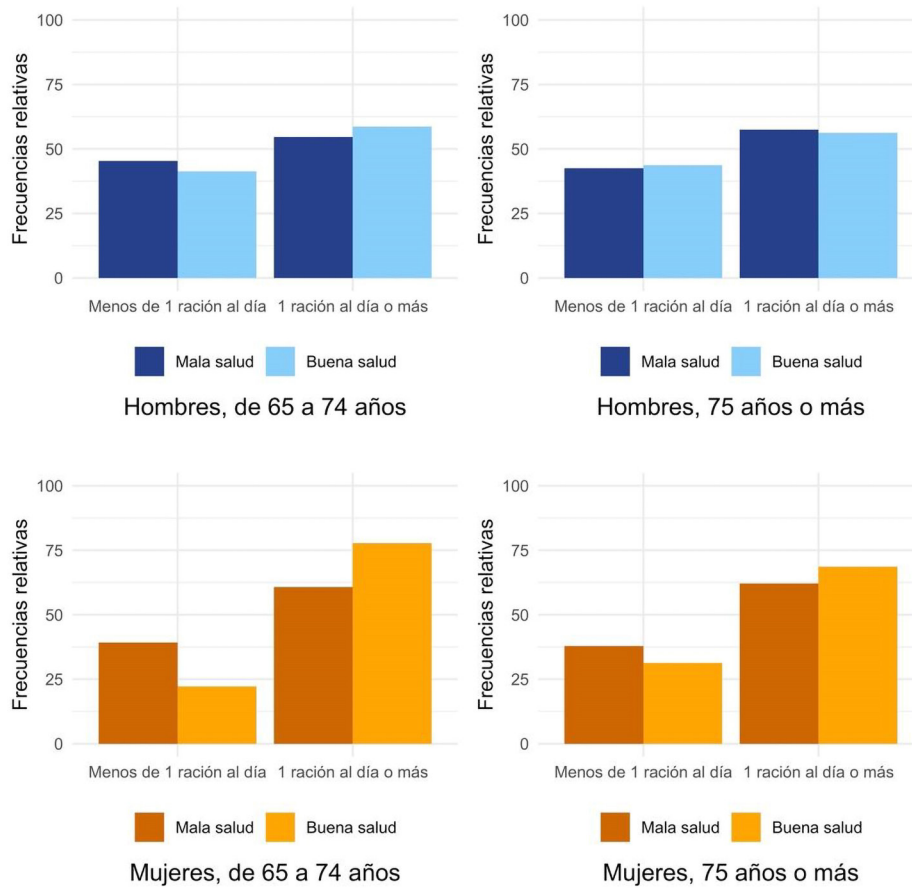 100
75
50
25
0
Frecuencias relativas
Menos de 1 ración al día
1 ración al día o más
Mala salud
Buena salud
Hombres, de 65 a 74 años
100
75
50
25
0
Frecuencias relativas
Menos de 1 ración al día
1 ración al día o más
Mala salud
Buena salud
Hombres, 75 años o más
100
75
50
25
0
Frecuencias relativas
Menos de 1 ración al día
1 ración al día o más
Mala salud
Buena salud
Mujeres, de 65 a 74 años
100
75
50
25
0
Frecuencias relativas
Menos de 1 ración al día
1 ración al día o más
Mala salud
Buena salud
Mujeres, 75 años o más